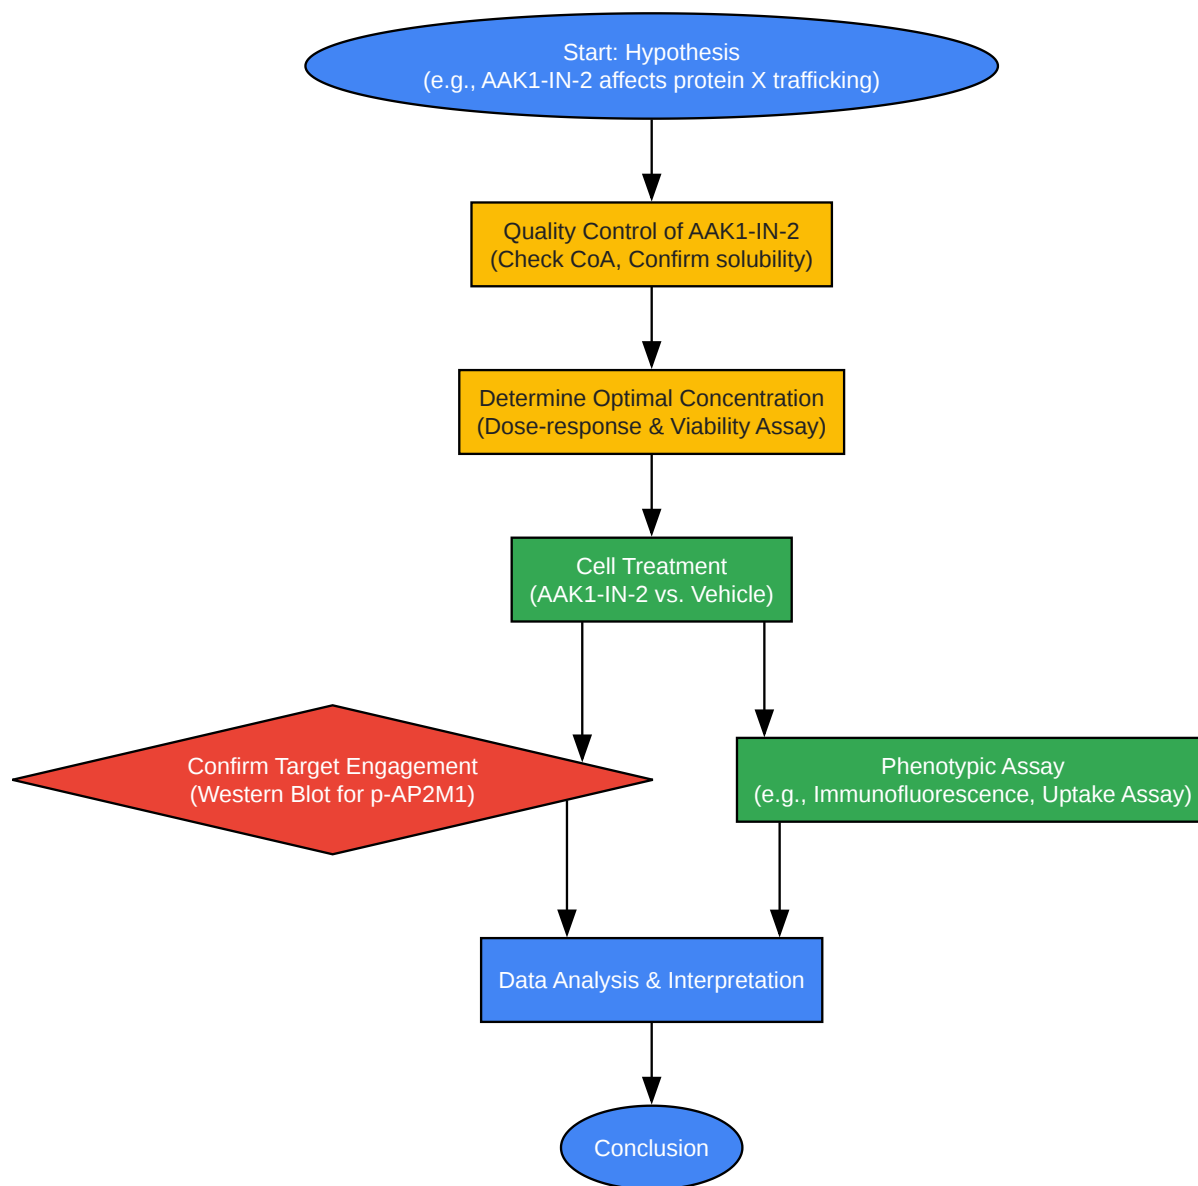 Start: Hypothesis
(e.g., AAK1-IN-2 affects protein X trafficking)
Quality Control of AAK1-IN-2
(Check CoA, Confirm solubility)
Determine Optimal Concentration
(Dose-response & Viability Assay)
Cell Treatment
(AAK1-IN-2 vs. Vehicle)
Confirm Target Engagement
(Western Blot for p-AP2M1)
Phenotypic Assay
(e.g., Immunofluorescence, Uptake Assay)
Data Analysis & Interpretation
Conclusion